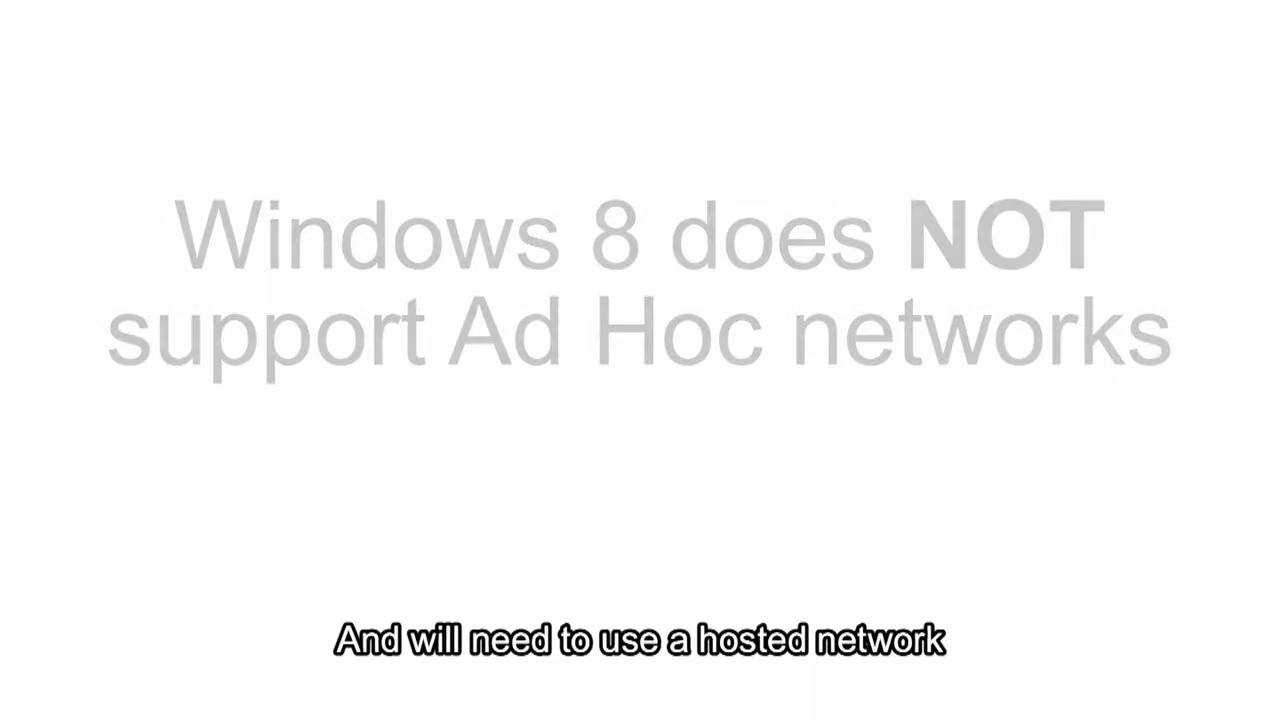 Windows 8 does NOT
support Ad Hoc networks
And will need to use a hosted network